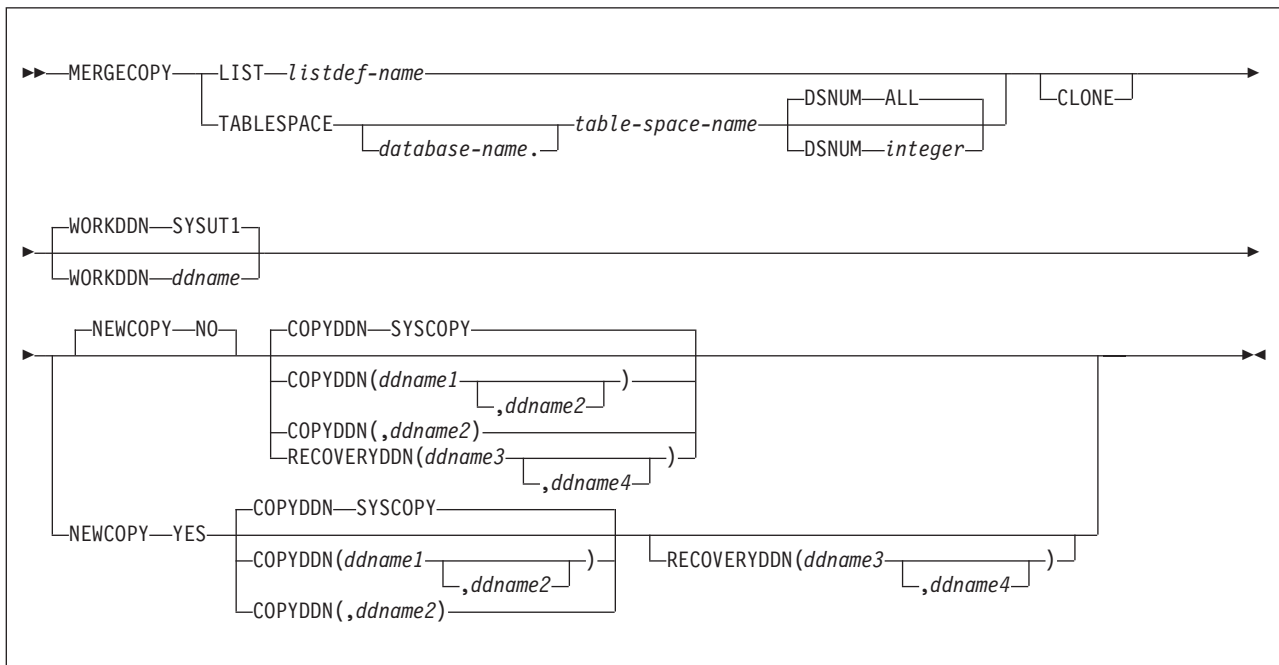 MERGECOPY LIST listdef-name
DSNUM ALL CLONE
TABLESPACE table-space-name
database-name. DSNUM integer
WORKDDN SYSUT1
WORKDDN ddname
NEWCOPY NO COPYDDN SYSCOPY
COPYDDN(ddname1 )
,ddname2
COPYDDN(,ddname2)
RECOVERYDDN(ddname3 )
,ddname4
COPYDDN SYSCOPY
NEWCOPY YES
COPYDDN(ddname1 ) RECOVERYDDN(ddname3 )
,ddname2 ,ddname4
COPYDDN(,ddname2)